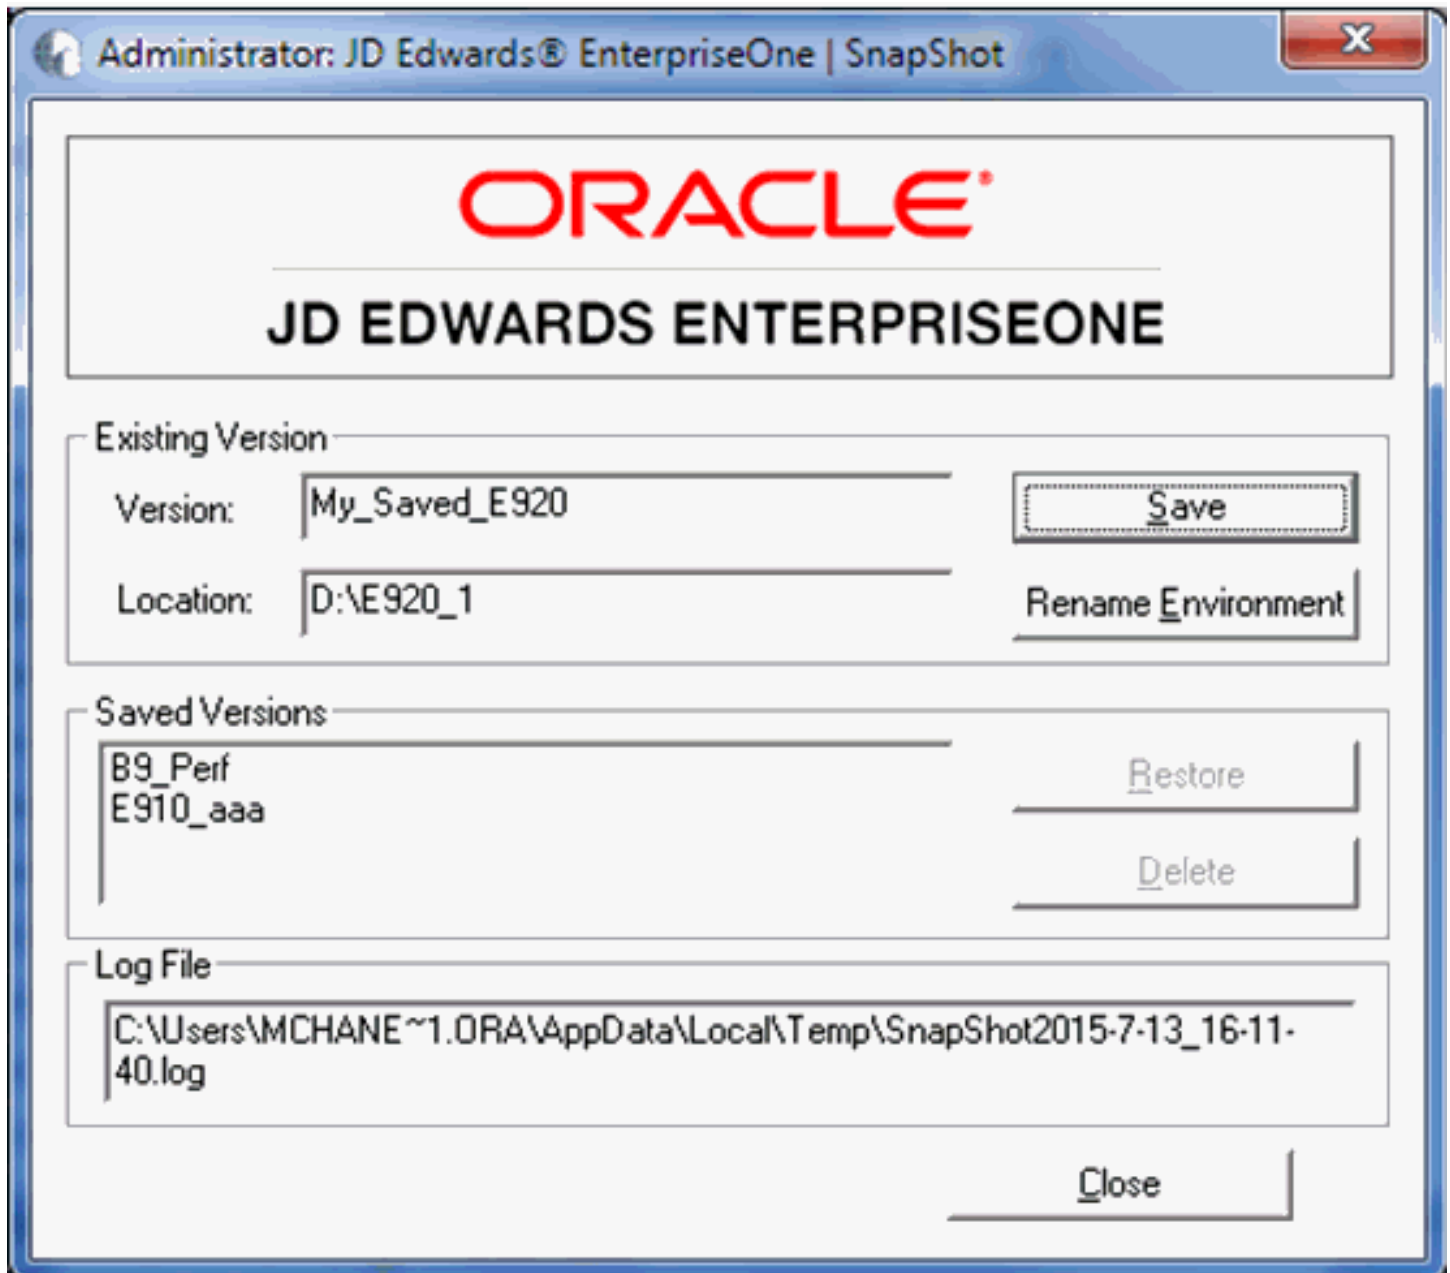 Administrator: JD Edwards® EnterpriseOne | SnapShot
ORACLE®
JD EDWARDS ENTERPRISEONE
Existing Version
Version:
My_Saved_E920
Save
Location:
D:\E920_1
Rename Environment
Saved Versions
B9_Perf
E910_aaa
Restore
Delete
Log File
C:\Users\MCHANE~1.ORA\AppData\Local\Temp\SnapShot2015-7-13_16-11-
40.log
Close